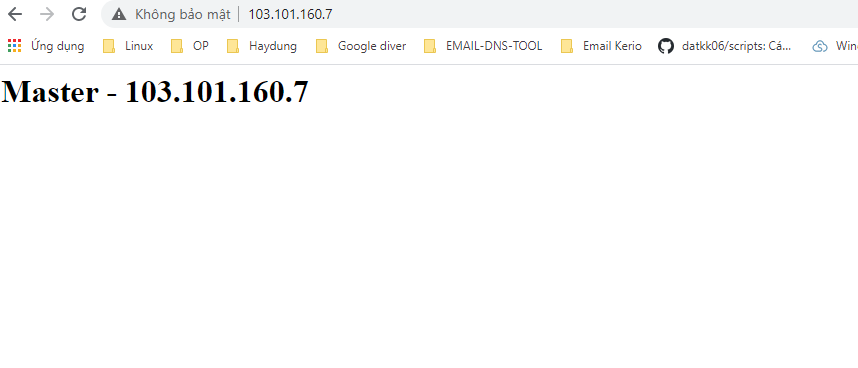 Không bảo mật 103.101.160.7
Ứng dụng Linux OP Haydung Google diver EMAIL-DNS-TOOL Email Kerio datkk06/scripts: Cá... Win
Master - 103.101.160.7